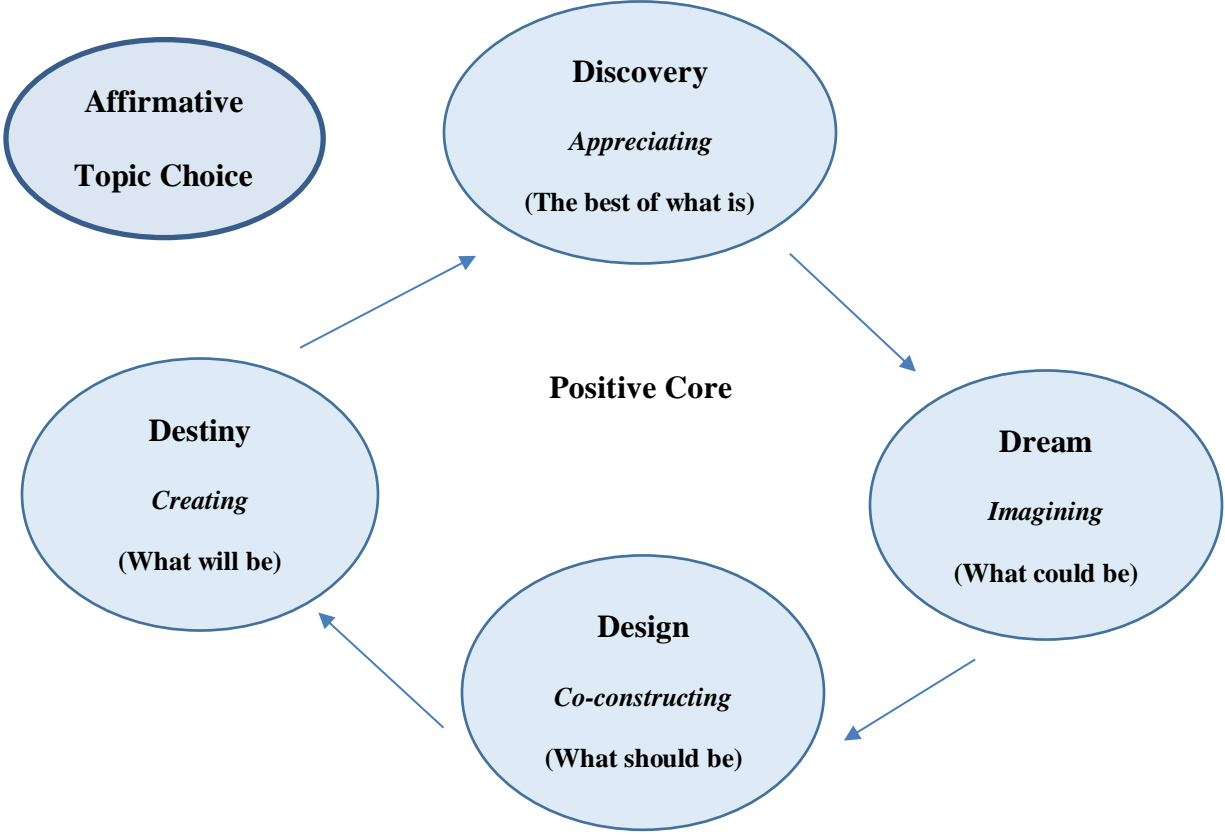 Affirmative
Topic Choice
Discovery
Appreciating
(The best of what is)
Positive Core
Destiny
Creating
(What will be)
Dream
Imagining
(What could be)
Design
Co-constructing
(What should be)